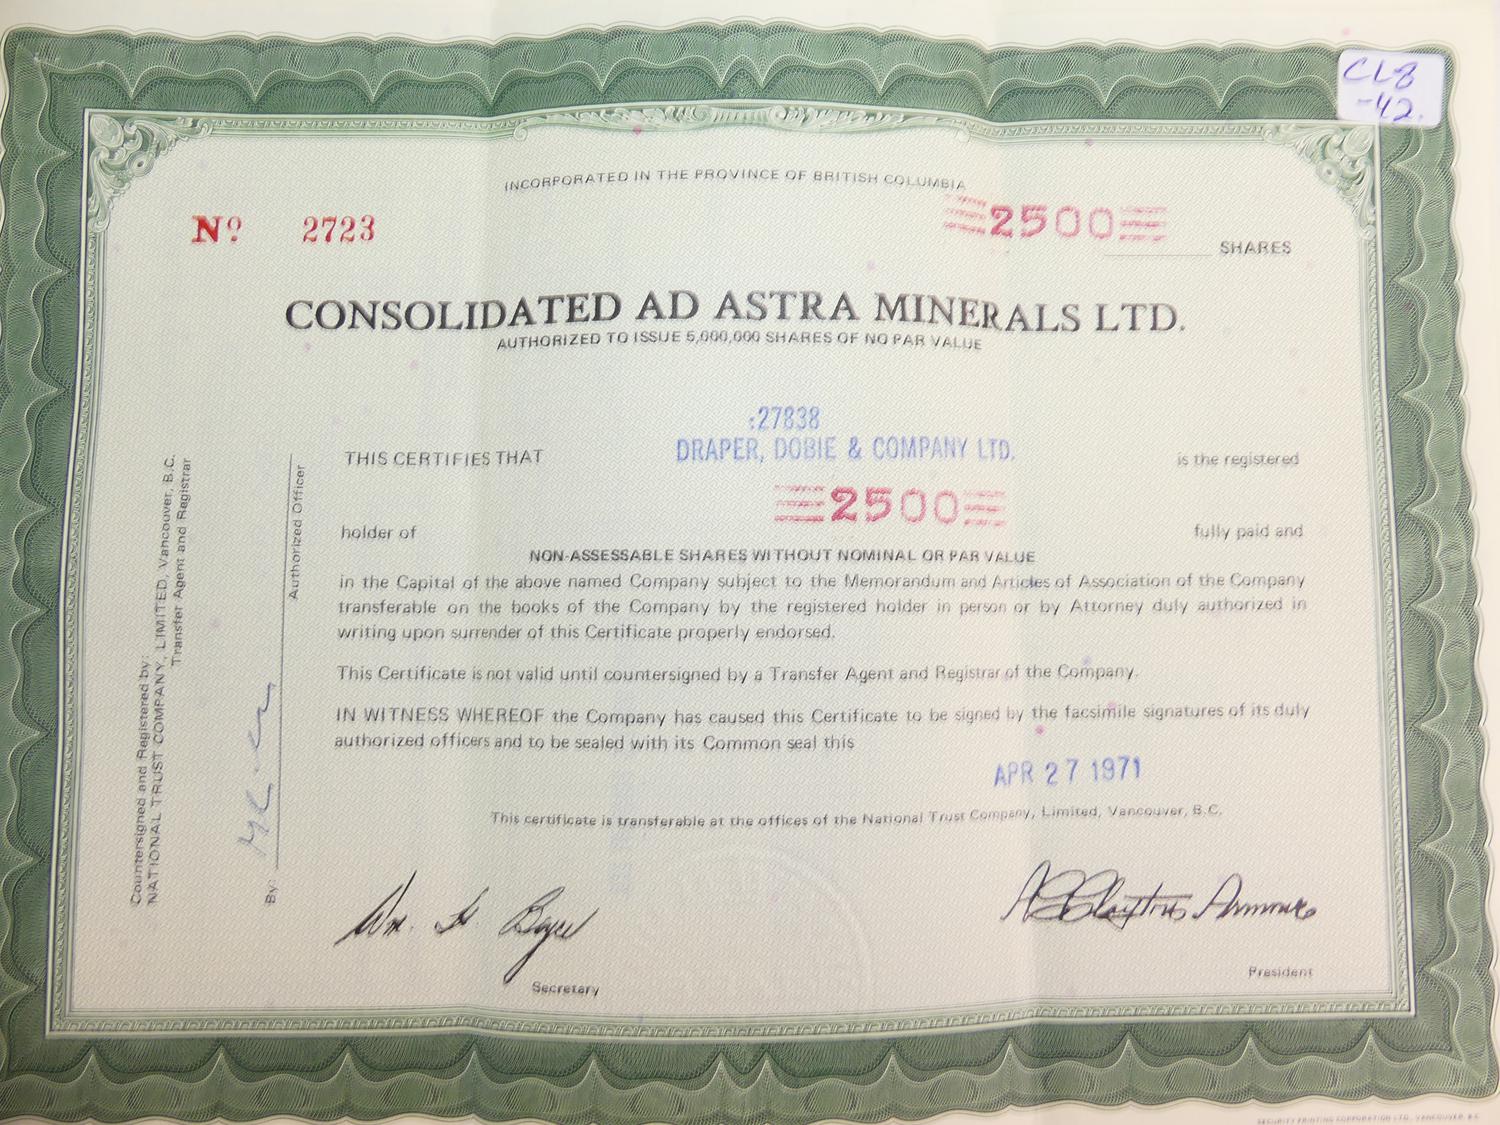 CL8
-42.
INCORPORATED IN THE PROVINCE OF BRITISH COLUMBIA
Nº 2723
2500 SHARES
CONSOLIDATED AD ASTRA MINERALS LTD.
AUTHORIZED TO ISSUE 5,000,000 SHARES OF NO PAR VALUE
:27838
THIS CERTIFIES THAT DRAPER, DOBIE & COMPANY LTD. is the registered
holder of 2500 fully paid and
NON-ASSESSABLE SHARES WITHOUT NOMINAL OR PAR VALUE
in the Capital of the above named Company subject to the Memorandum and Articles of Association of the Company
transferable on the books of the Company by the registered holder in person or by Attorney duly authorized in
writing upon surrender of this Certificate properly endorsed.
This Certificate is not valid until countersigned by a Transfer Agent and Registrar of the Company.
IN WITNESS WHEREOF the Company has caused this Certificate to be signed by the facsimile signatures of its duly
authorized officers and to be sealed with its Common seal this
APR 27 1971
This certificate is transferable at the offices of the National Trust Company, Limited, Vancouver, B.C.
Wm. H. Boyce
Secretary
Clayton Armour
President
Countersigned and Registered by:
NATIONAL TRUST COMPANY, LIMITED, Vancouver, B.C.
Transfer Agent and Registrar
By:
Authorized Officer
SECURITY PRINTING CORPORATION LTD., VANCOUVER, B.C.